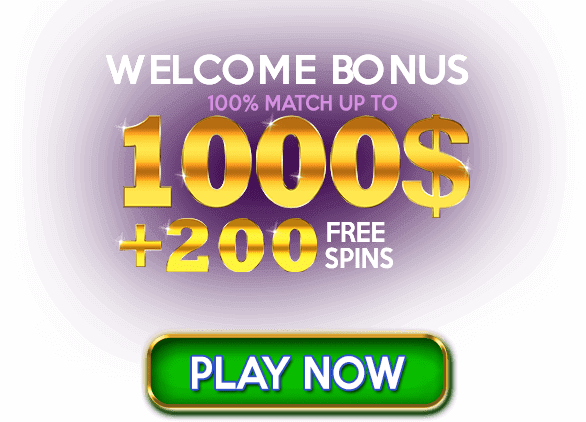 WELCOME BONUS
100% MATCH UP TO
1000$
+200 FREE SPINS
PLAY NOW